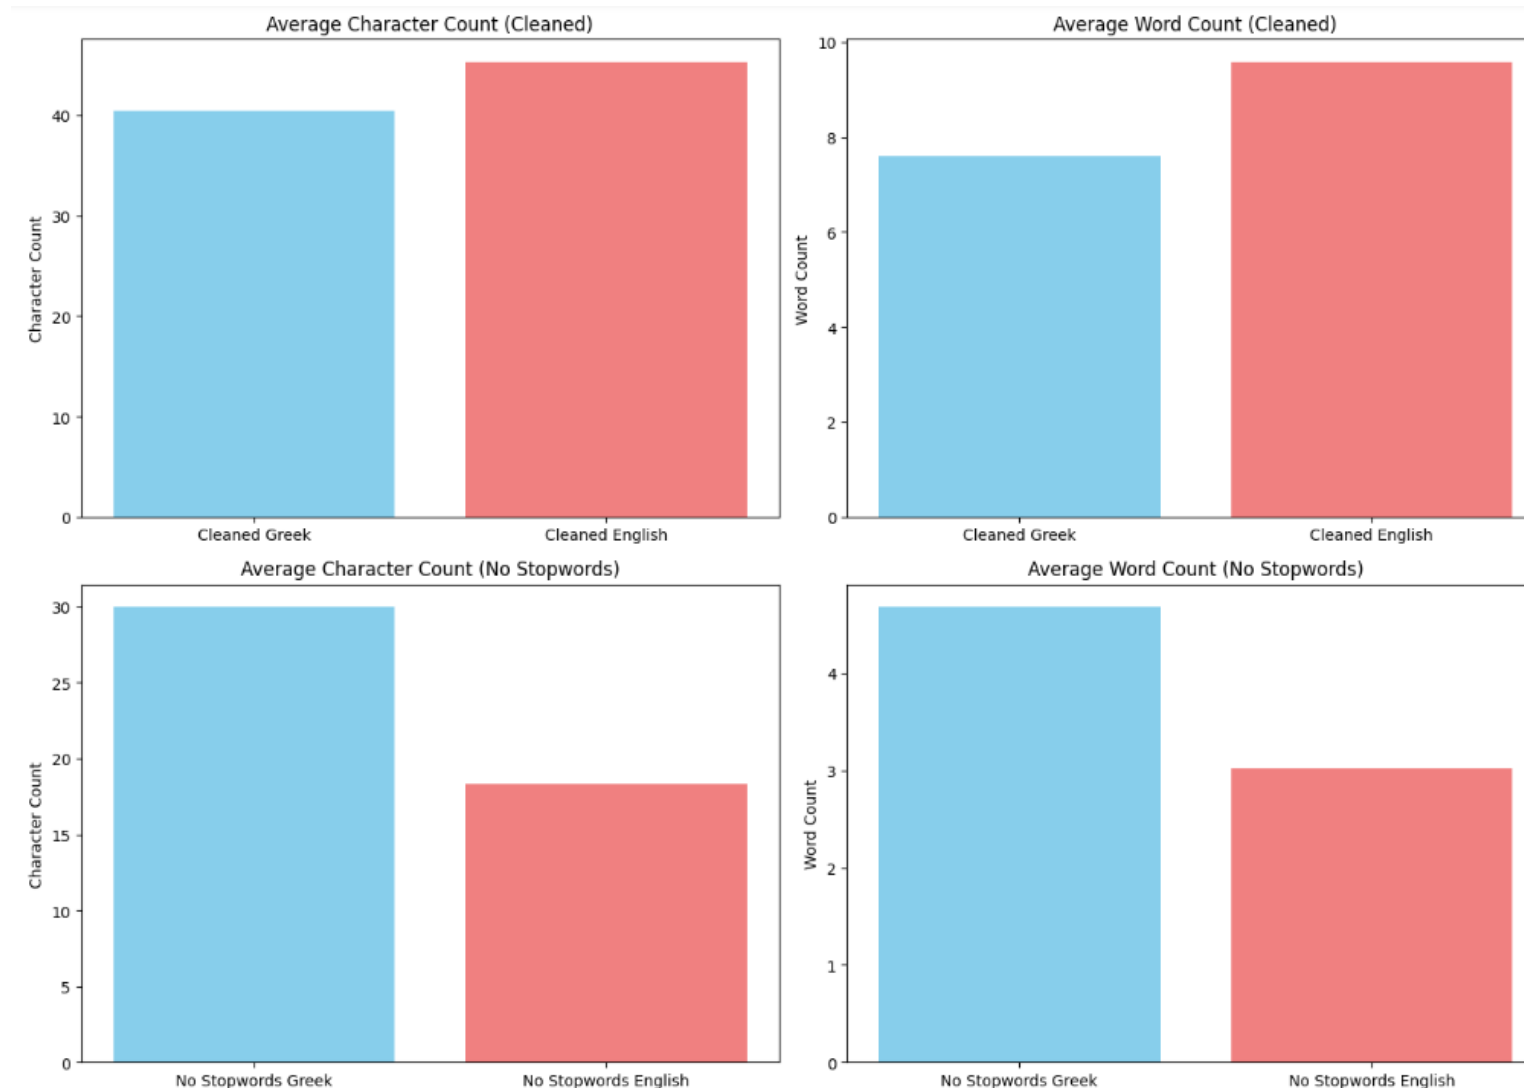 Average Character Count (Cleaned)
Character Count
40
30
20
10
0
Cleaned Greek
Cleaned English
Average Word Count (Cleaned)
Word Count
10
8
6
4
2
0
Cleaned Greek
Cleaned English
Average Character Count (No Stopwords)
Character Count
30
25
20
15
10
5
0
No Stopwords Greek
No Stopwords English
Average Word Count (No Stopwords)
Word Count
4
3
2
1
0
No Stopwords Greek
No Stopwords English